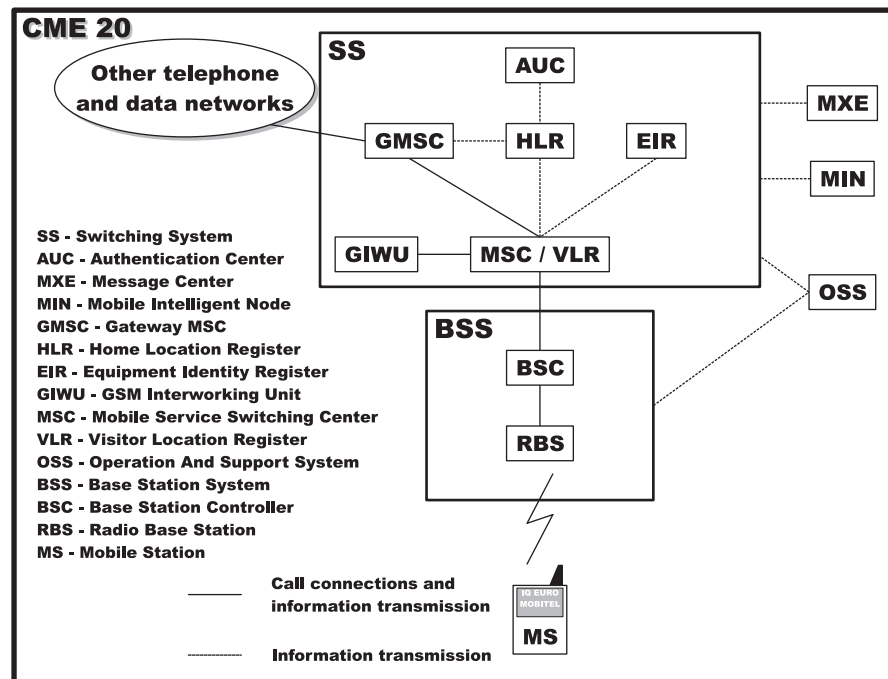 CME 20
Other telephone
and data networks
SS
AUC
GMSC
HLR
EIR
GIWU
MSC / VLR
MXE
MIN
OSS
BSS
BSC
RBS
SS - Switching System
AUC - Authentication Center
MXE - Message Center
MIN - Mobile Intelligent Node
GMSC - Gateway MSC
HLR - Home Location Register
EIR - Equipment Identity Register
GIWU - GSM Interworking Unit
MSC - Mobile Service Switching Center
VLR - Visitor Location Register
OSS - Operation And Support System
BSS - Base Station System
BSC - Base Station Controller
RBS - Radio Base Station
MS - Mobile Station
Call connections and
information transmission
Information transmission
IQ EURO
MOBITEL
MS